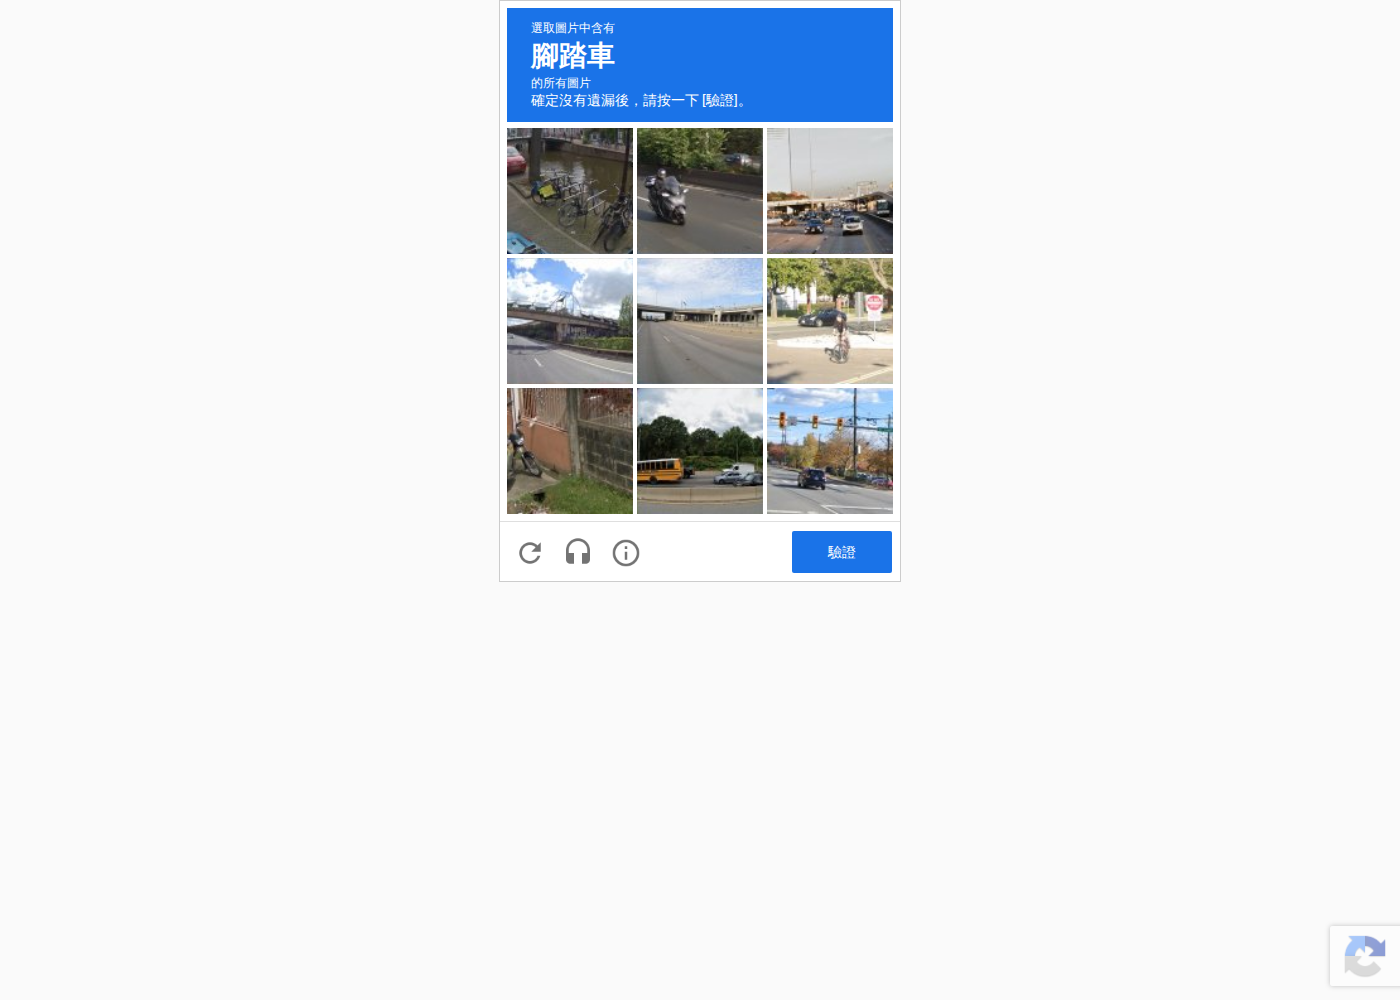 選取圖片中含有
腳踏車
的所有圖片
確定沒有遺漏後，請按一下 [驗證]。
驗證